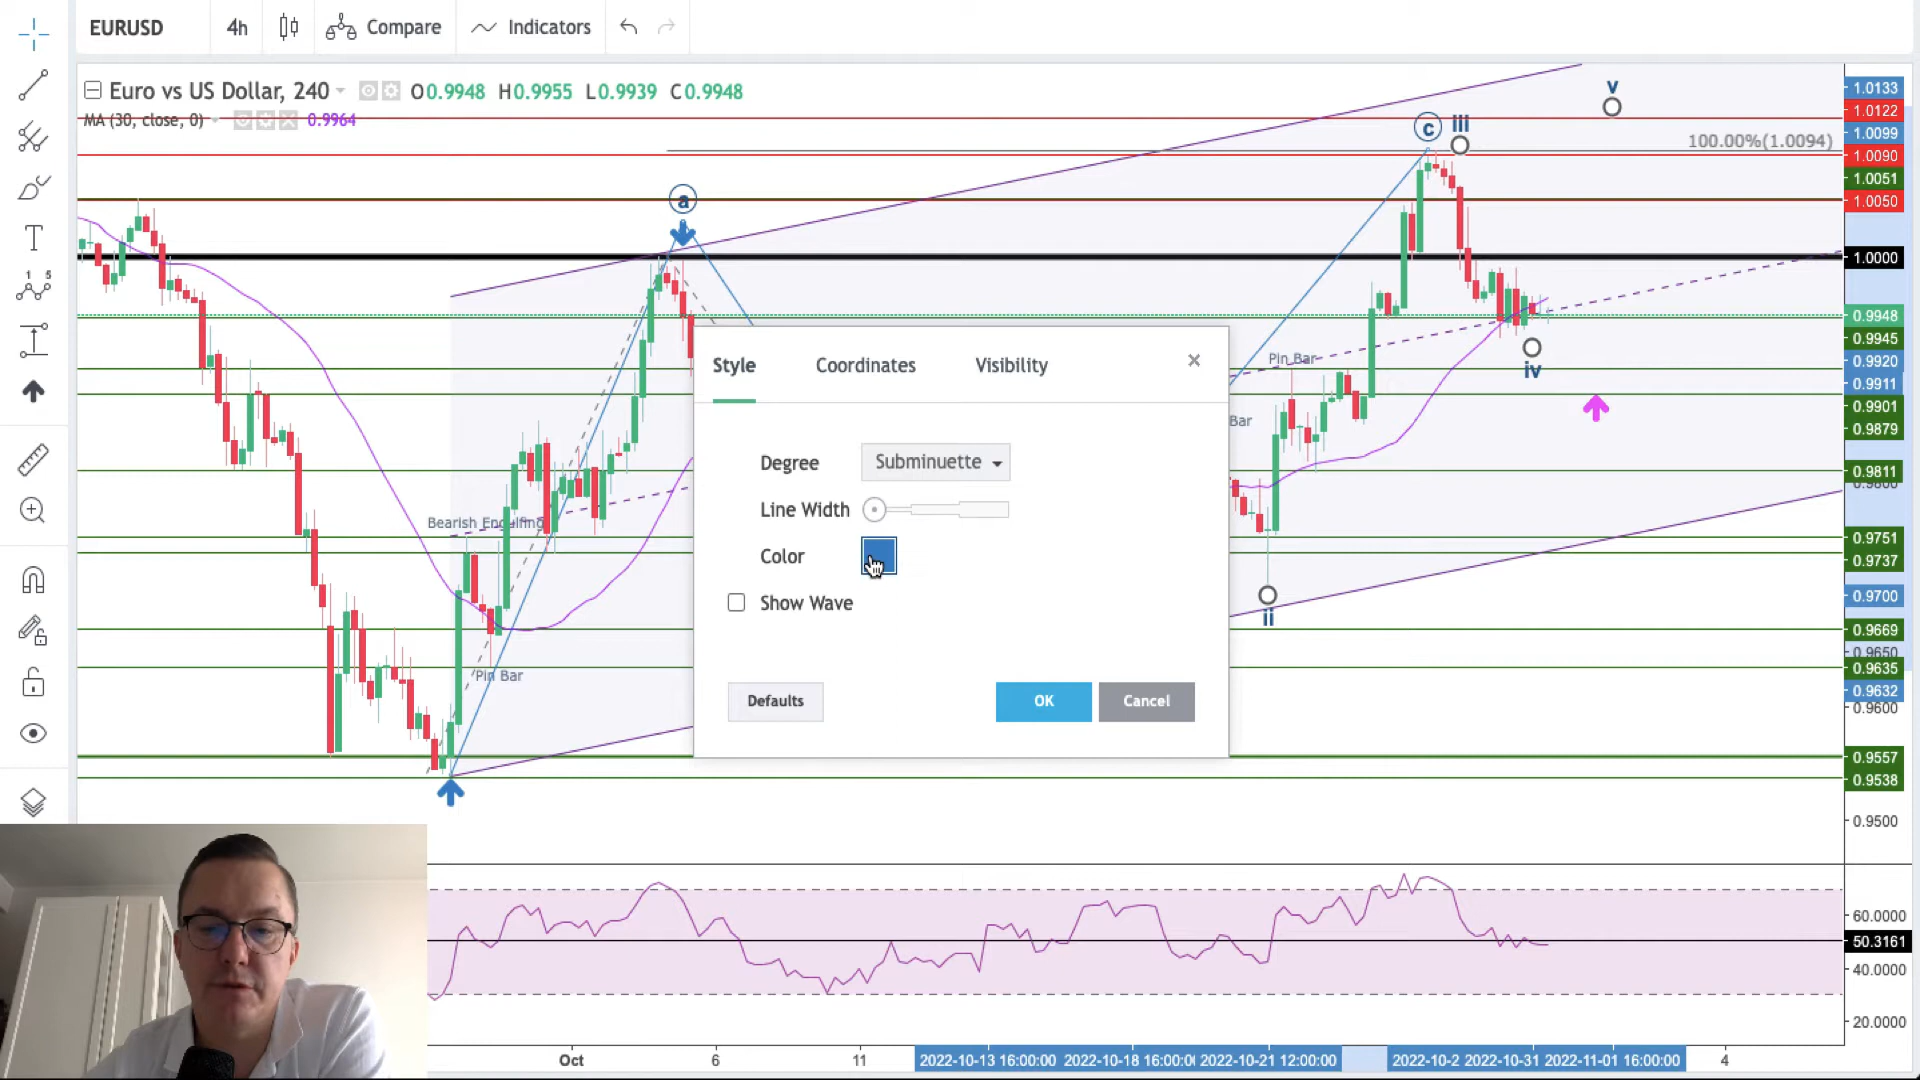 EURUSD 4h Compare Indicators
Euro vs US Dollar, 240 O0.9948 H0.9955 L0.9939 C0.9948
MA (30, close, 0) 0.9964
a
c
iii
v
100.00%(1.0094)
iv
ii
Pin Bar
Bar
Bearish Engulfing
Pin Bar
Style Coordinates Visibility
Degree Subminuette
Line Width
Color
Show Wave
Defaults OK Cancel
1.0133
1.0122
1.0099
1.0090
1.0051
1.0050
1.0000
0.9948
0.9945
0.9920
0.9911
0.9901
0.9879
0.9811
0.9751
0.9737
0.9700
0.9669
0.9650
0.9635
0.9632
0.9600
0.9557
0.9538
0.9500
60.0000
50.3161
40.0000
20.0000
Oct 6 11 2022-10-13 16:00:00 2022-10-18 16:00:0 2022-10-21 12:00:00 2022-10-2 2022-10-31 2022-11-01 16:00:00 4